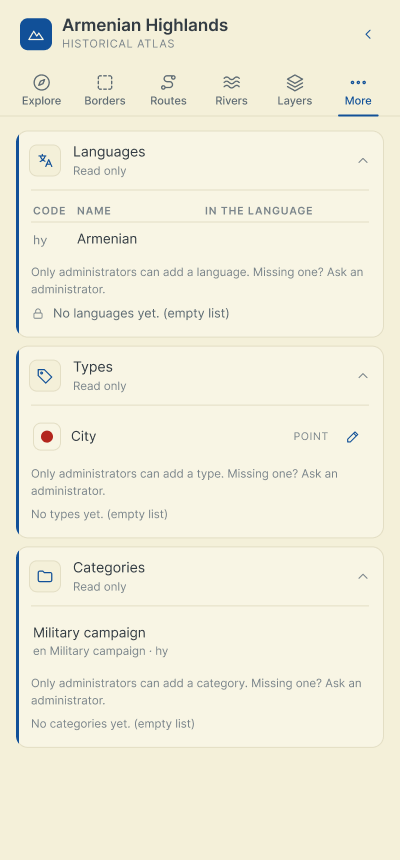 Armenian Highlands
HISTORICAL ATLAS
Explore Borders Routes Rivers Layers More
Languages
Read only
CODE NAME IN THE LANGUAGE
hy Armenian
Only administrators can add a language. Missing one? Ask an
administrator.
No languages yet. (empty list)
Types
Read only
City POINT
Only administrators can add a type. Missing one? Ask an
administrator.
No types yet. (empty list)
Categories
Read only
Military campaign
en Military campaign · hy
Only administrators can add a category. Missing one? Ask an
administrator.
No categories yet. (empty list)